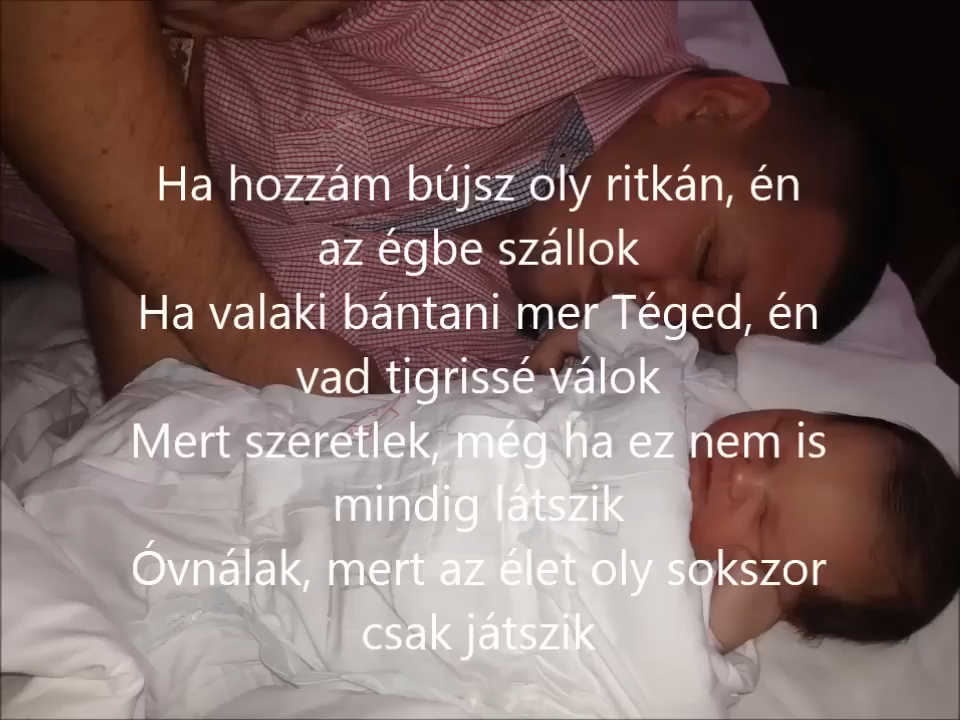 Ha hozzám bújsz oly ritkán, én
az égbe szállok
Ha valaki bántani mer Téged, én
vad tigrissé válok
Mert szeretlek, még ha ez nem is
mindig látszik
Óvnálak, mert az élet oly sokszor
csak játszik